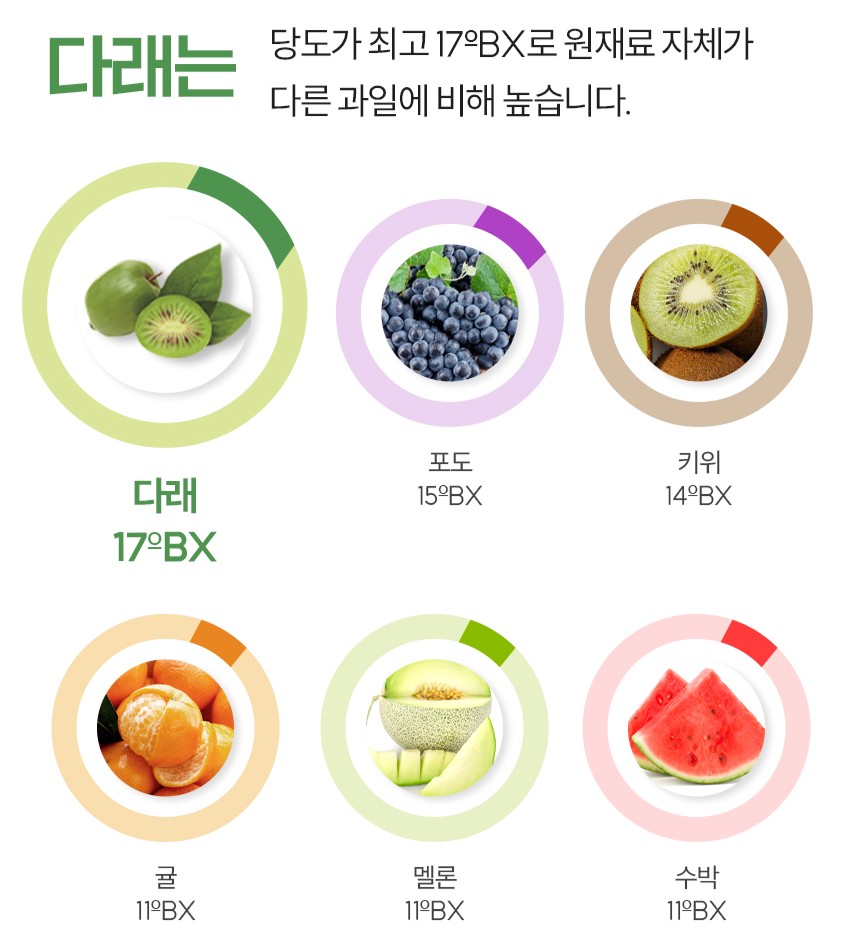 다래는
당도가 최고 17ºBX로 원재료 자체가
다른 과일에 비해 높습니다.
다래
17ºBX
포도
15ºBX
키위
14ºBX
귤
11ºBX
멜론
11ºBX
수박
11ºBX